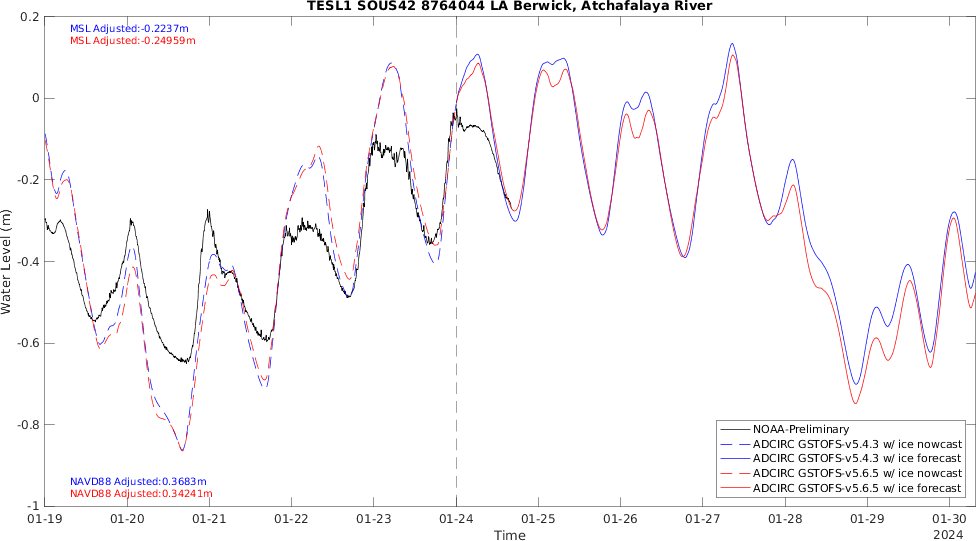 TESL1 SOUS42 8764044 LA Berwick, Atchafalaya River
MSL Adjusted:-0.2237m
MSL Adjusted:-0.24959m
0.2
0
-0.2
-0.4
-0.6
-0.8
-1
Water Level (m)
NAVD88 Adjusted:0.3683m
NAVD88 Adjusted:0.34241m
NOAA-Preliminary
ADCIRC GSTOFS-v5.4.3 w/ ice nowcast
ADCIRC GSTOFS-v5.4.3 w/ ice forecast
ADCIRC GSTOFS-v5.6.5 w/ ice nowcast
ADCIRC GSTOFS-v5.6.5 w/ ice forecast
01-19 01-20 01-21 01-22 01-23 01-24 01-25 01-26 01-27 01-28 01-29 01-30
2024
Time